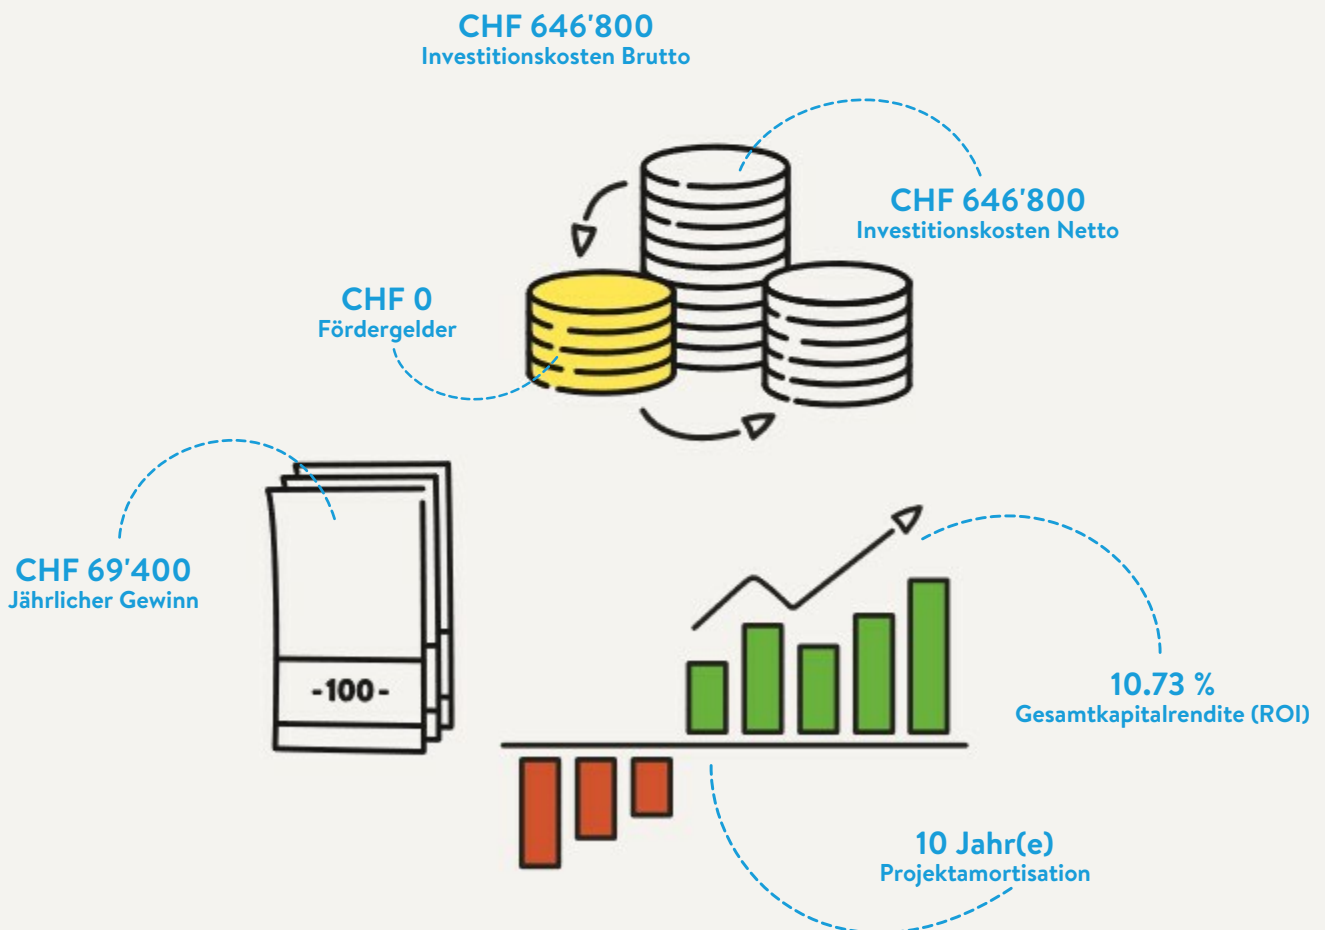 CHF 646'800
Investitionskosten Brutto
CHF 646'800
Investitionskosten Netto
CHF 0
Fördergelder
CHF 69'400
Jährlicher Gewinn
-100-
10.73 %
Gesamtkapitalrendite (ROI)
10 Jahr(e)
Projektamortisation